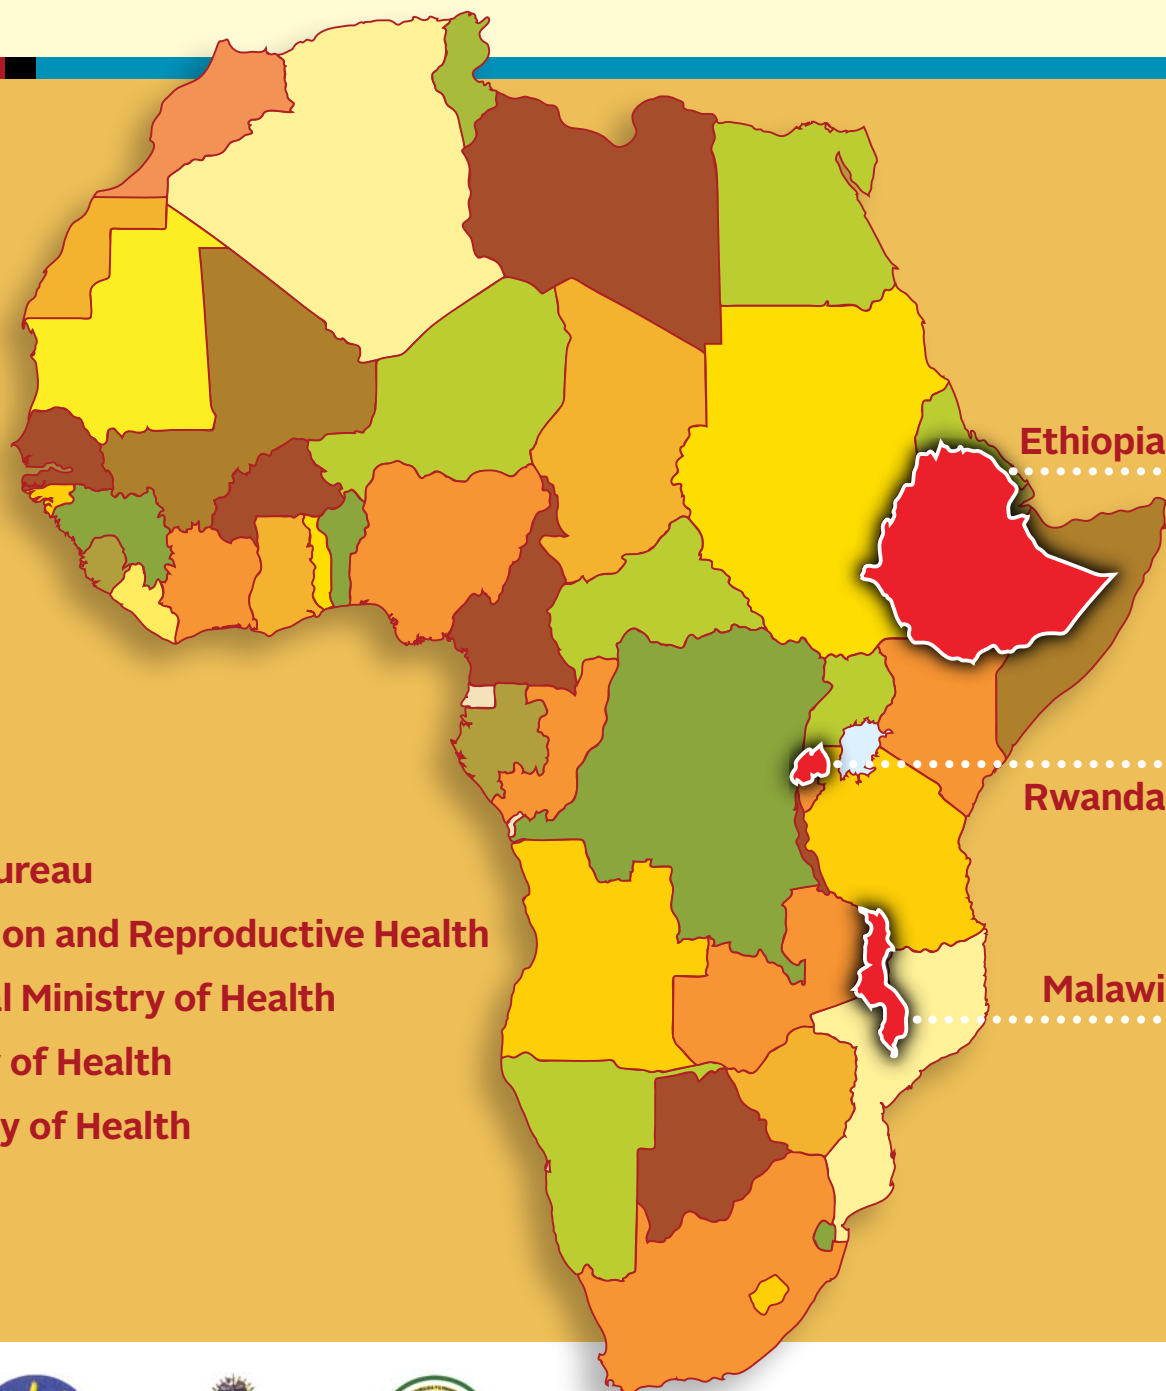 Ethiopia
Rwanda
ureau
on and Reproductive Health
l Ministry of Health
of Health
y of Health
Malawi